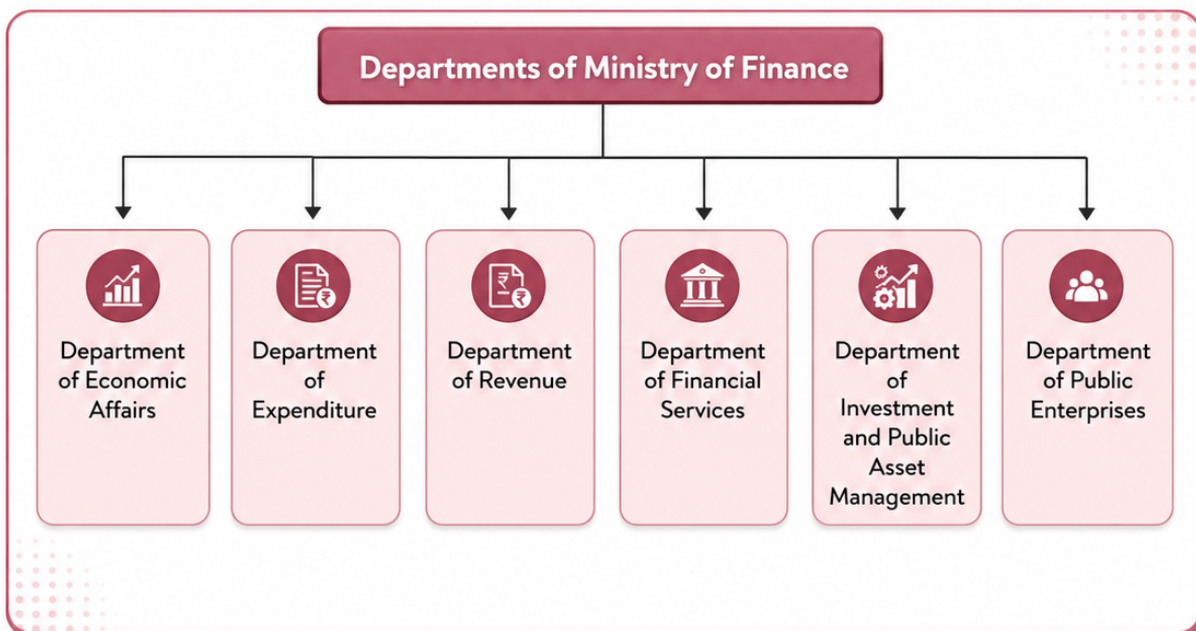 Departments of Ministry of Finance
Department
of Economic
Affairs
Department
of
Expenditure
Department
of Revenue
Department
of Financial
Services
Department
of
Investment
and Public
Asset
Management
Department
of Public
Enterprises